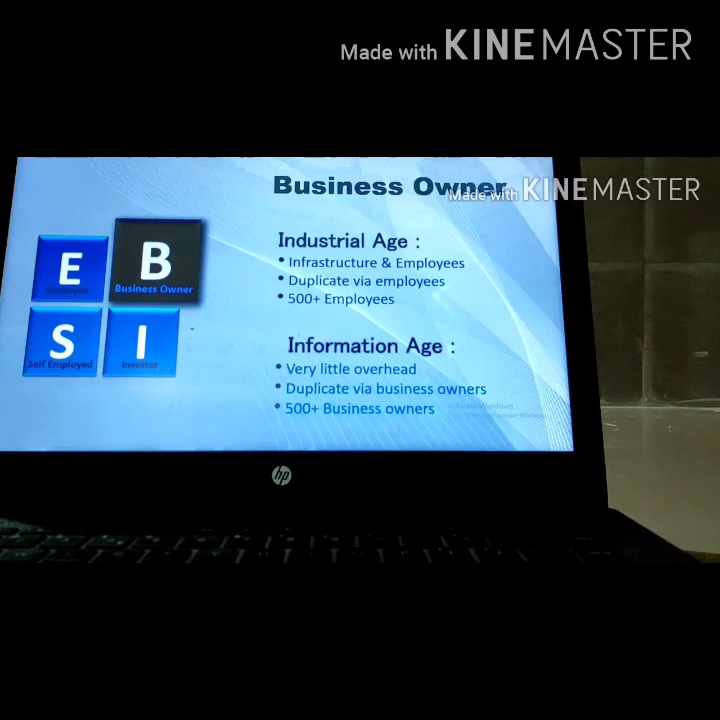 Made with KINEMASTER
Business Owner
Made with KINEMASTER
Industrial Age :
• Infrastructure & Employees
• Duplicate via employees
• 500+ Employees
E
Employee
B
Business Owner
S
Self Employed
I
Investor
Information Age :
• Very little overhead
• Duplicate via business owners
• 500+ Business owners
hp